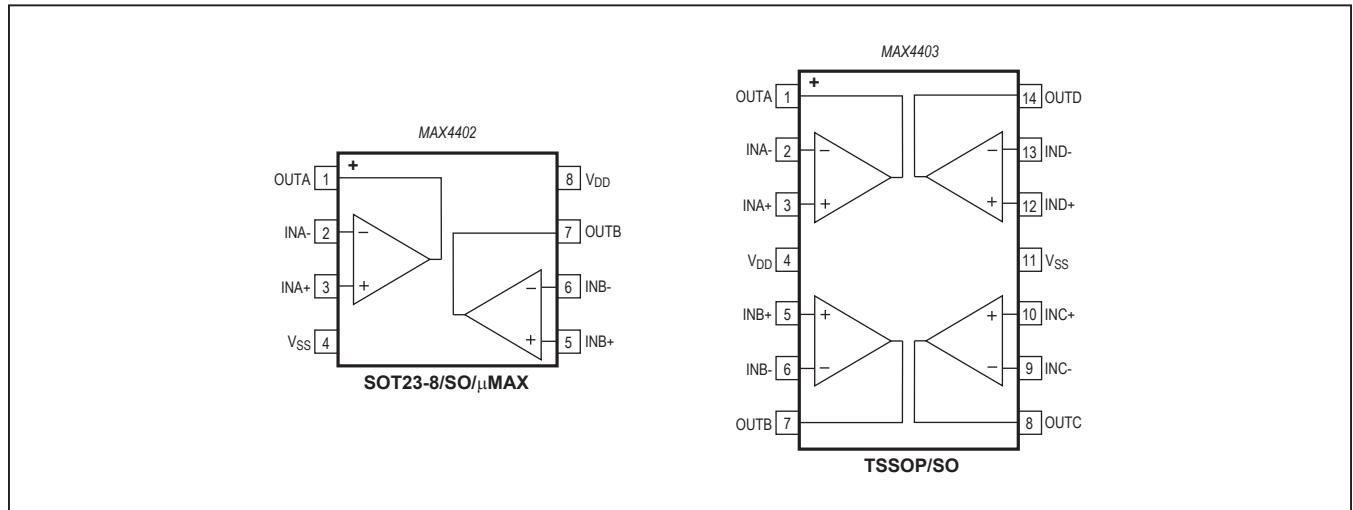 MAX4402
+
OUTA 1
8 VDD
INA- 2 −
7 OUTB
INA+ 3 +
− 6 INB-
VSS 4
+ 5 INB+
SOT23-8/SO/μMAX
MAX4403
+
OUTA 1
14 OUTD
INA- 2 −
− 13 IND-
INA+ 3 +
+ 12 IND+
VDD 4
11 VSS
INB+ 5 +
+ 10 INC+
INB- 6 −
− 9 INC-
OUTB 7
8 OUTC
TSSOP/SO